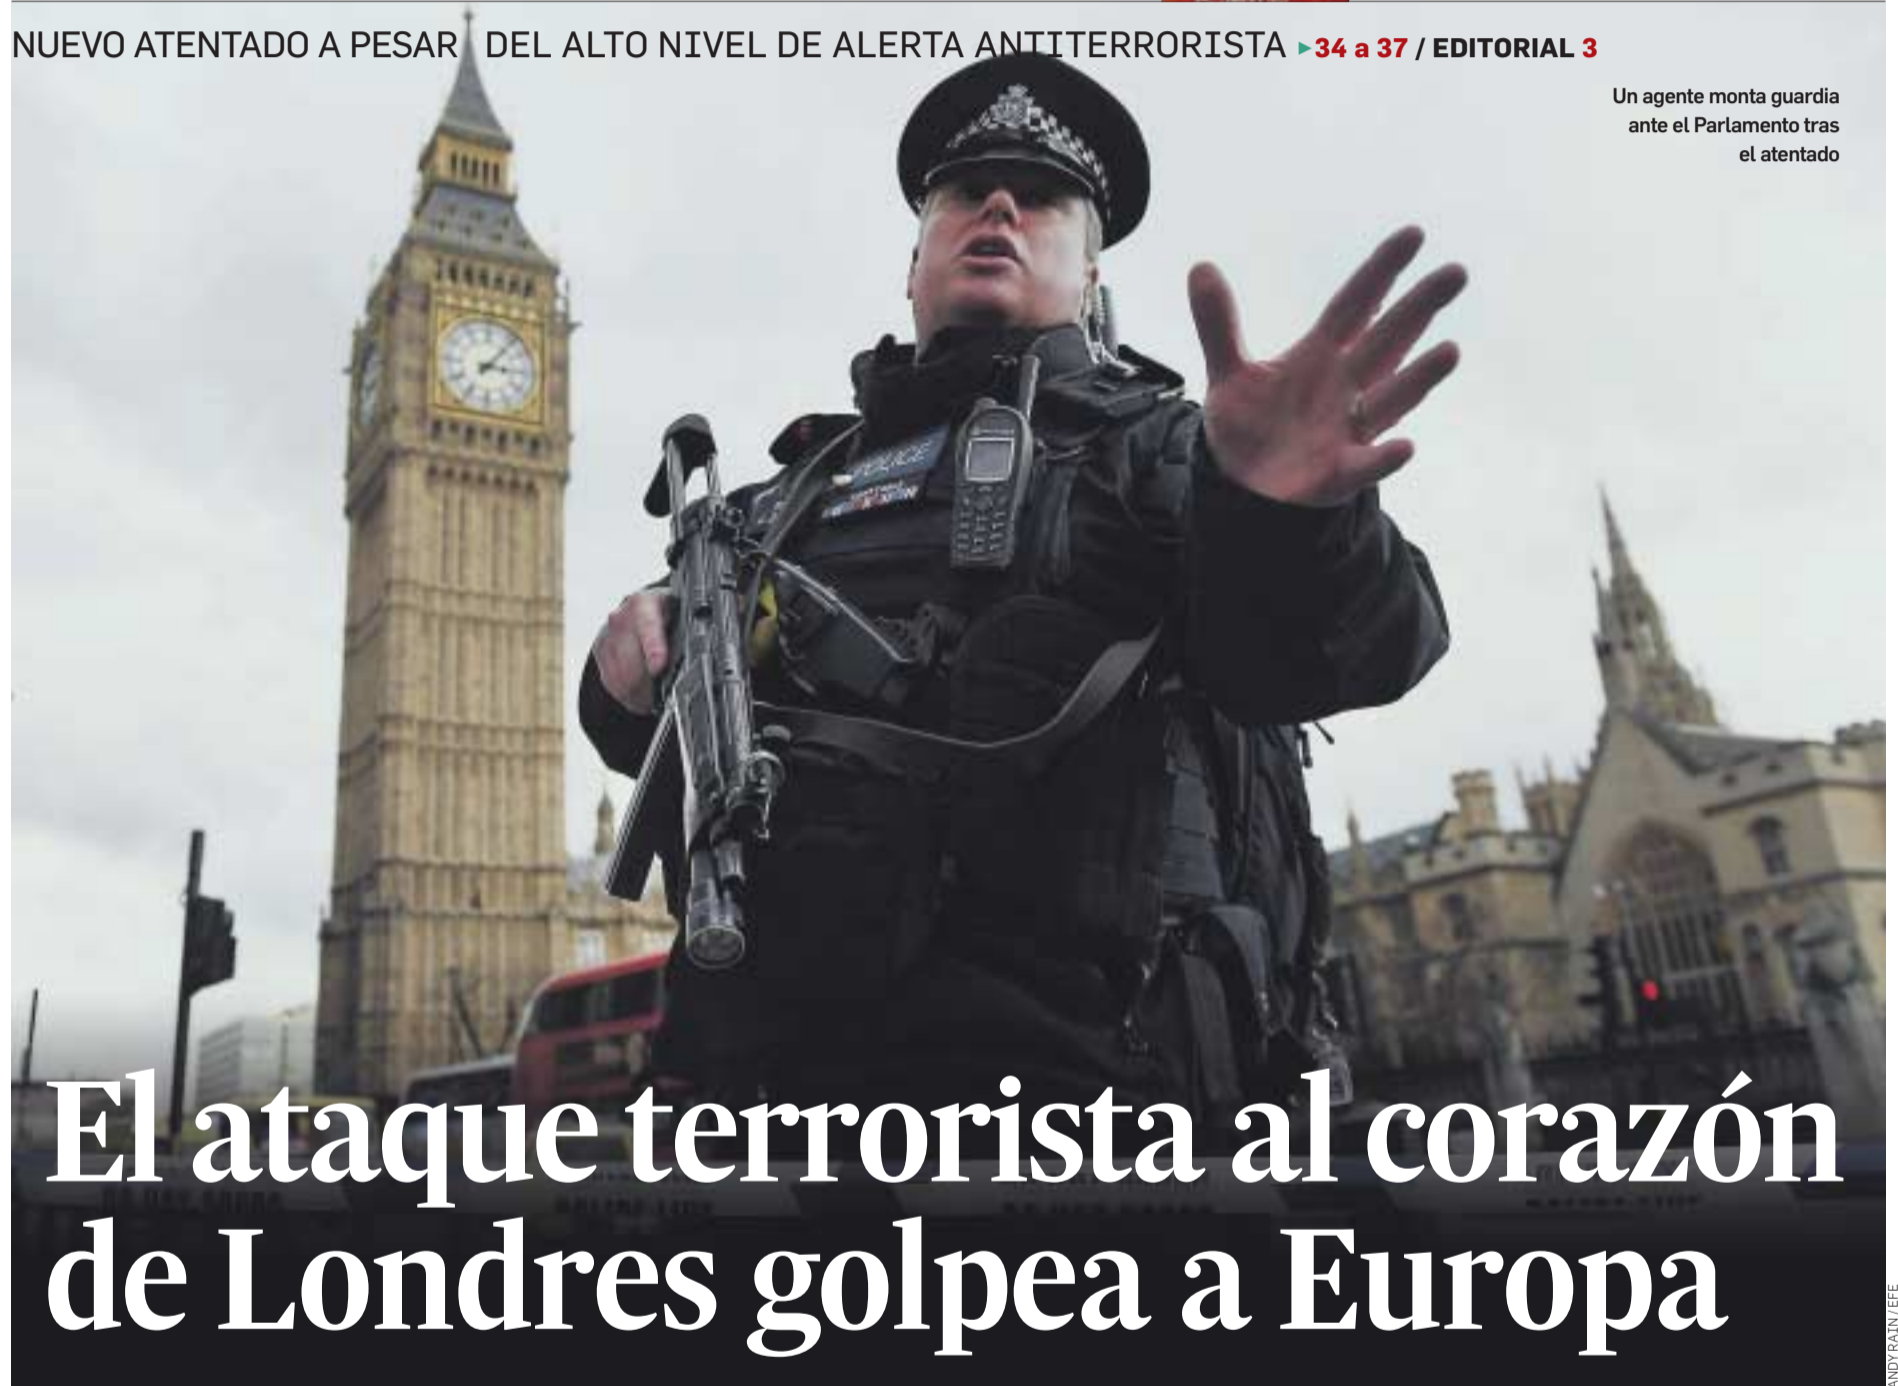 NUEVO ATENTADO A PESAR DEL ALTO NIVEL DE ALERTA ANTITERRORISTA ▸34 a 37 / EDITORIAL 3
Un agente monta guardia
ante el Parlamento tras
el atentado
POLICE
El ataque terrorista al corazón
de Londres golpea a Europa
ANDY RAIN / EFE